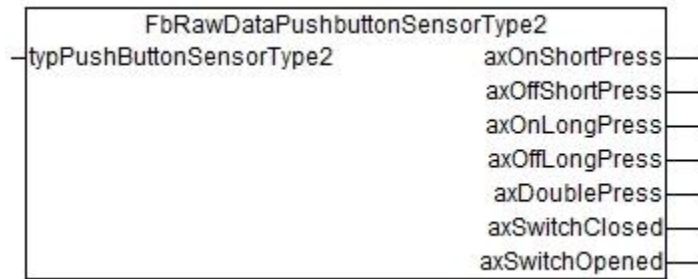 FbRawDataPushbuttonSensorType2
typPushButtonSensorType2 axOnShortPress
axOffShortPress
axOnLongPress
axOffLongPress
axDoublePress
axSwitchClosed
axSwitchOpened